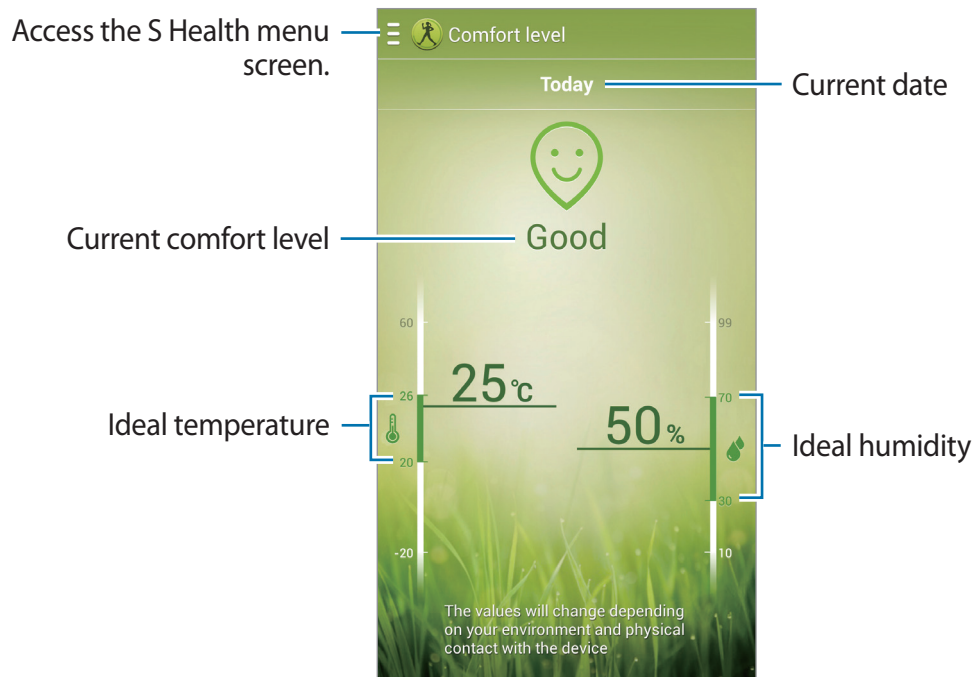 Access the S Health menu
screen.
Comfort level
Today
Current date
Current comfort level
Good
60
99
25°C
26
70
Ideal temperature
50%
Ideal humidity
20
30
-20
10
The values will change depending
on your environment and physical
contact with the device